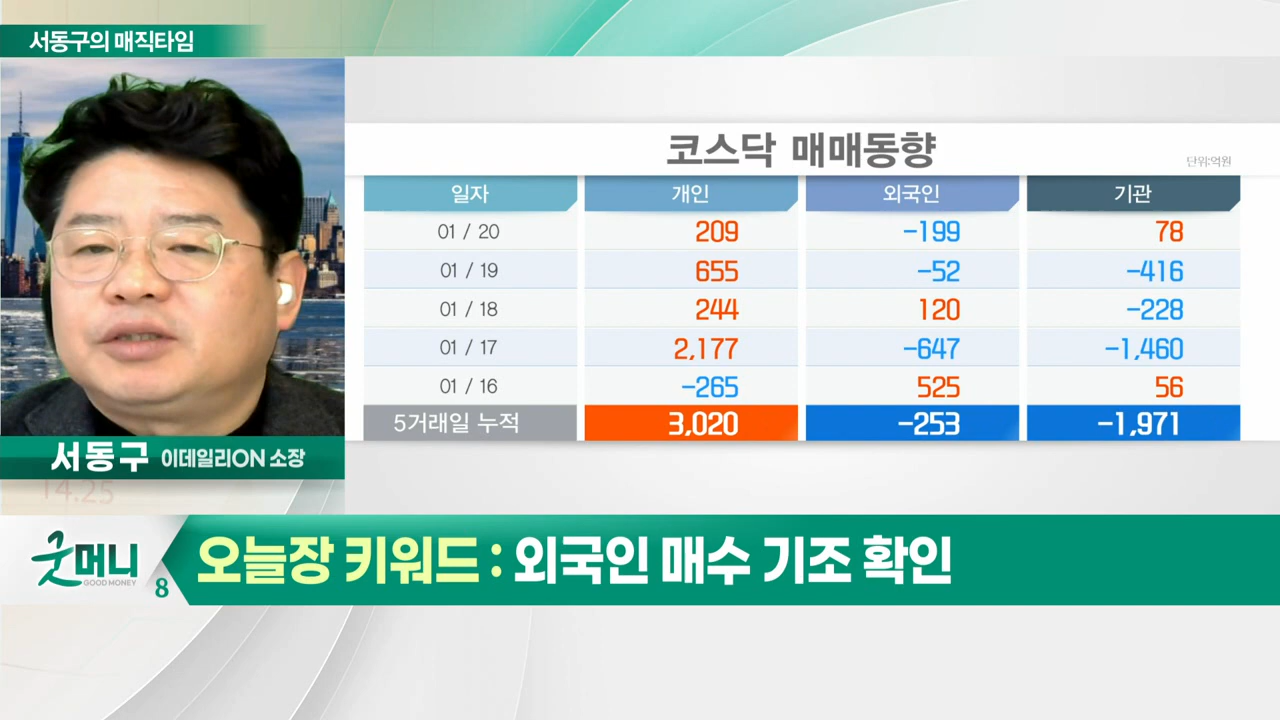 서동구의 매직타임
코스닥 매매동향
단위:억원
일자 개인 외국인 기관
01 / 20 209 -199 78
01 / 19 655 -52 -416
01 / 18 244 120 -228
01 / 17 2,177 -647 -1,460
01 / 16 -265 525 56
5거래일 누적 3,020 -253 -1,971
서동구 이데일리ON 소장
14.25
굿머니
GOOD MONEY
8
오늘장 키워드 : 외국인 매수 기조 확인